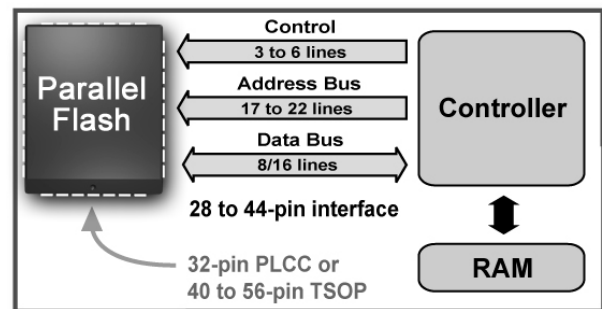 Parallel
Flash
Control
3 to 6 lines
Address Bus
17 to 22 lines
Data Bus
8/16 lines
28 to 44-pin interface
Controller
RAM
32-pin PLCC or
40 to 56-pin TSOP